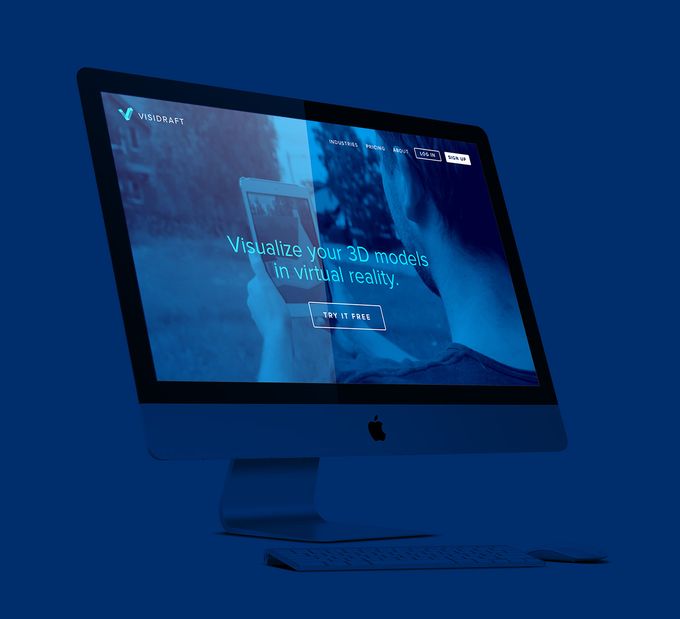 VISIDRAFT
INDUSTRIES PRICING ABOUT LOG IN SIGN UP
Visualize your 3D models
in virtual reality.
TRY IT FREE